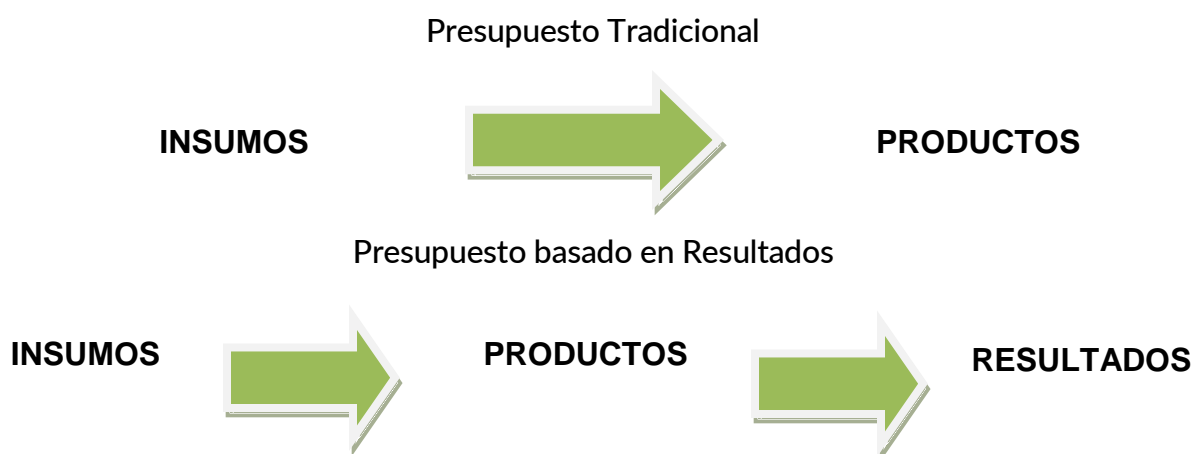 Presupuesto Tradicional
INSUMOS PRODUCTOS
Presupuesto basado en Resultados
INSUMOS PRODUCTOS RESULTADOS